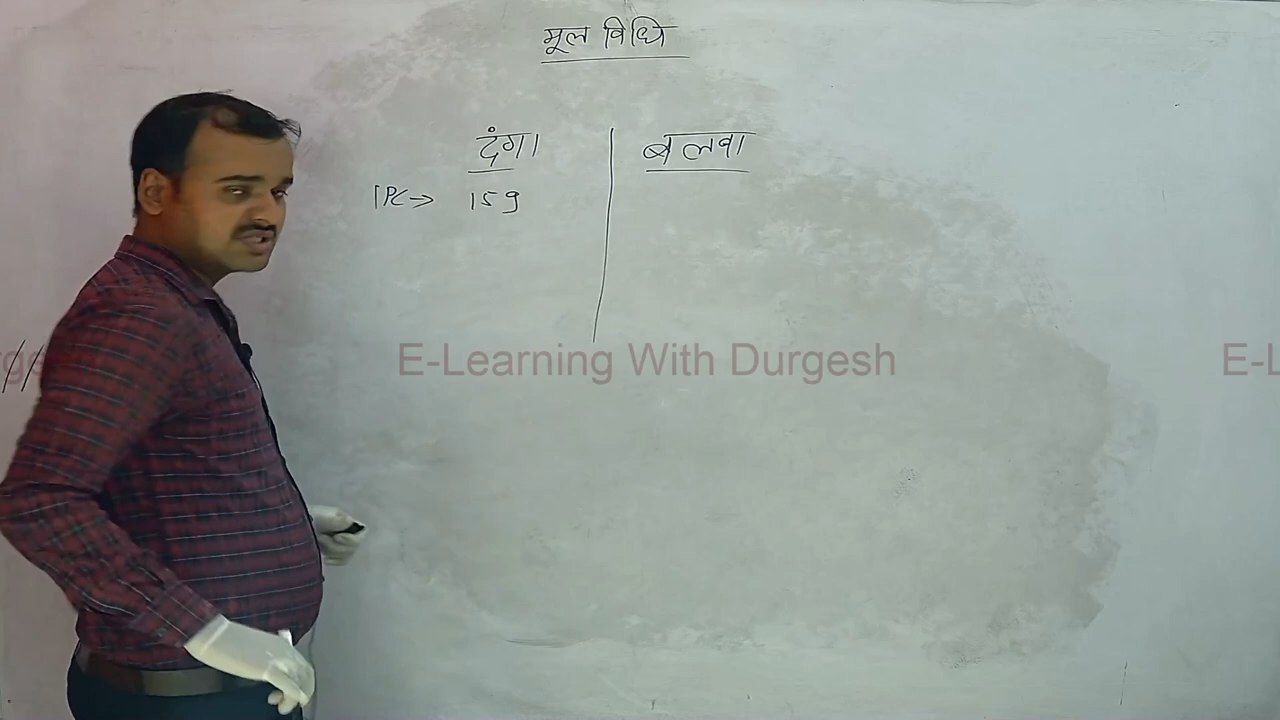 मूल विधि
दंगा बलवा
IPC → 159
E-Learning With Durgesh
E-L